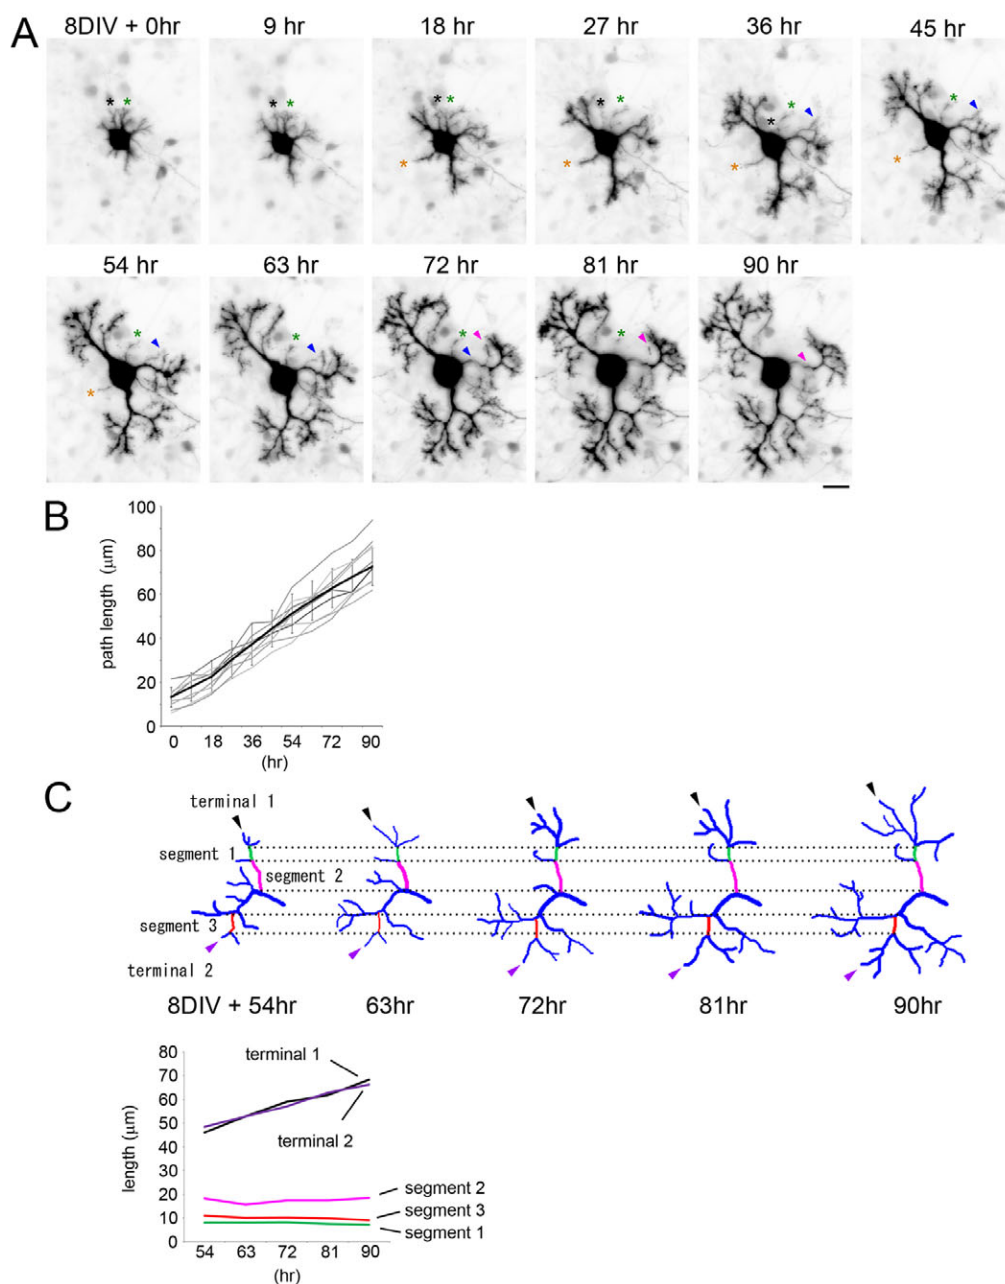 A
8DIV + 0hr 9 hr 18 hr 27 hr 36 hr 45 hr
* * * * * * * * * * * * * * * *
54 hr 63 hr 72 hr 81 hr 90 hr
* * * * *
B
path length (μm)
100
80
60
40
20
0
0 18 36 54 72 90
(hr)
C
terminal 1
segment 1
segment 2
segment 3
terminal 2
8DIV + 54hr 63hr 72hr 81hr 90hr
length (μm)
80
70
60
50
40
30
20
10
0
terminal 1
terminal 2
segment 2
segment 3
segment 1
54 63 72 81 90
(hr)